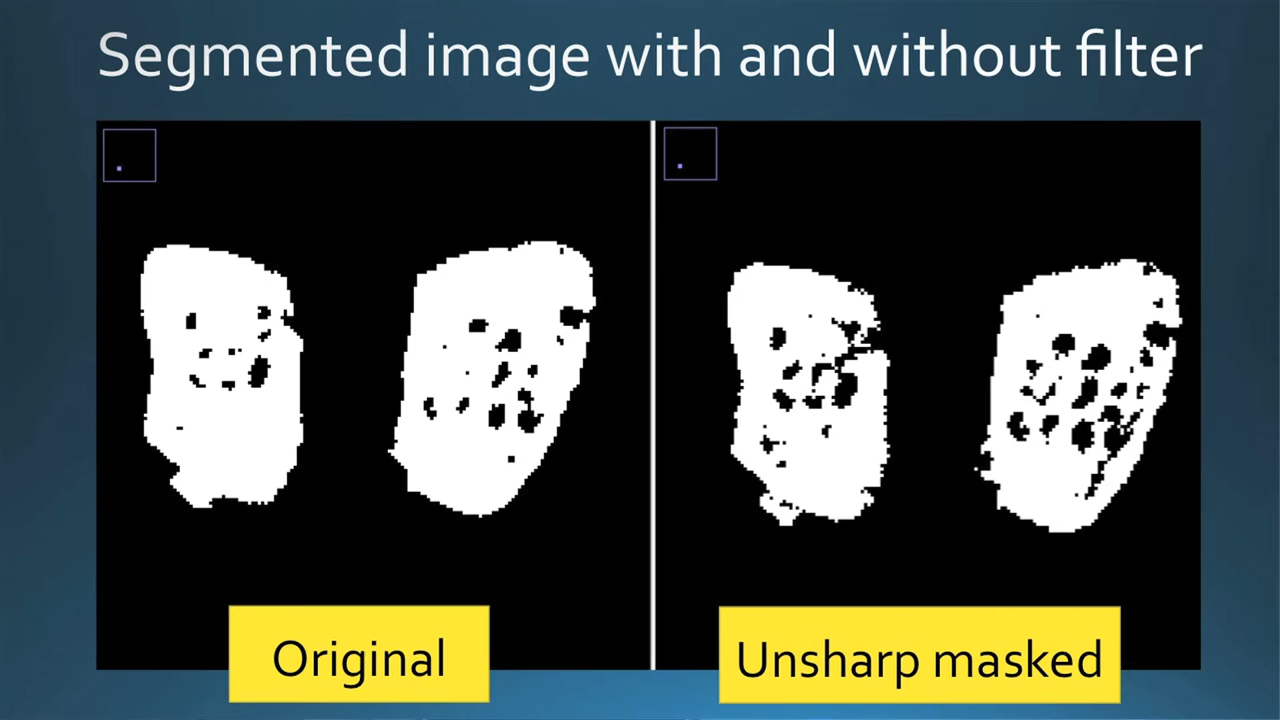 Segmented image with and without filter
Original
Unsharp masked